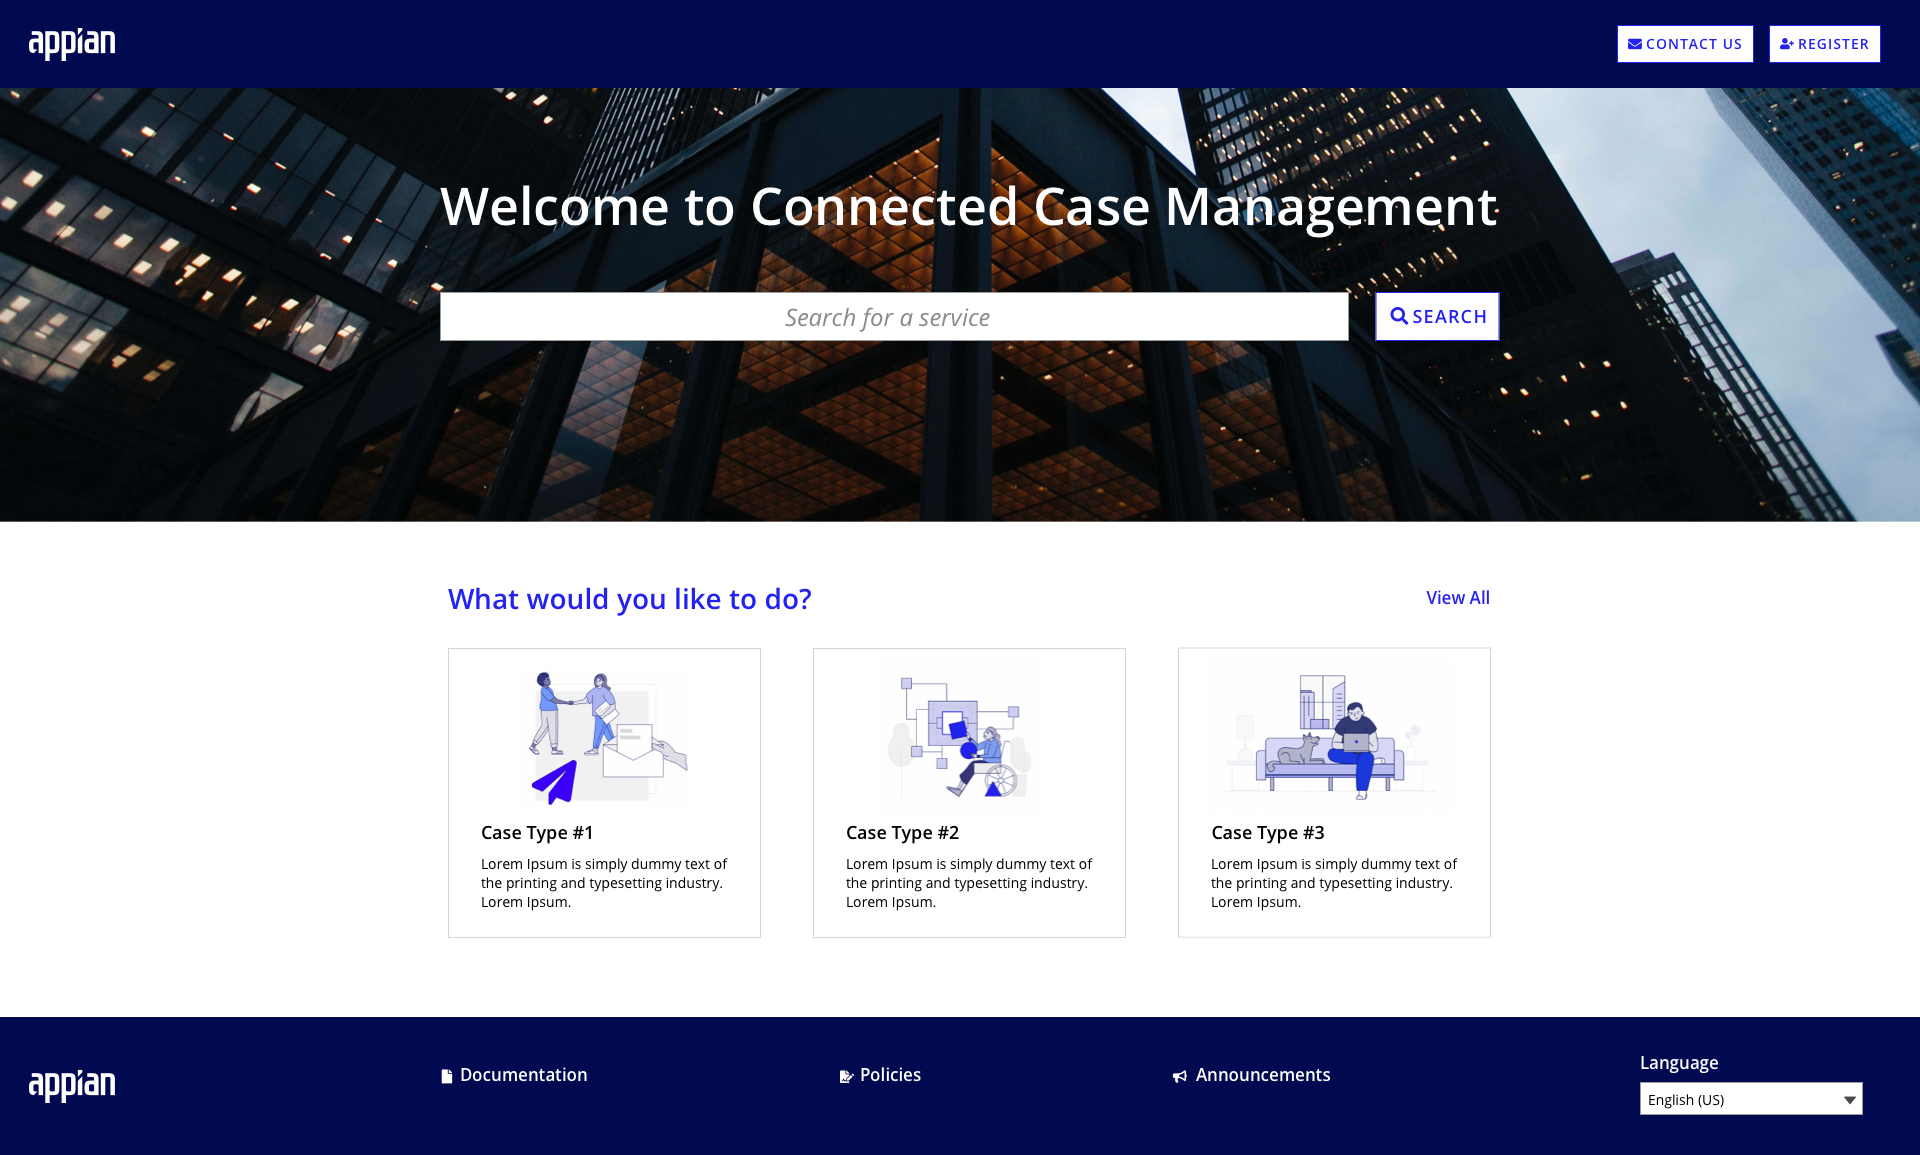 appian
CONTACT US
REGISTER
Welcome to Connected Case Management
Search for a service
SEARCH
What would you like to do?
View All
Case Type #1
Lorem Ipsum is simply dummy text of
the printing and typesetting industry.
Lorem Ipsum.
Case Type #2
Lorem Ipsum is simply dummy text of
the printing and typesetting industry.
Lorem Ipsum.
Case Type #3
Lorem Ipsum is simply dummy text of
the printing and typesetting industry.
Lorem Ipsum.
appian
Documentation
Policies
Announcements
Language
English (US)